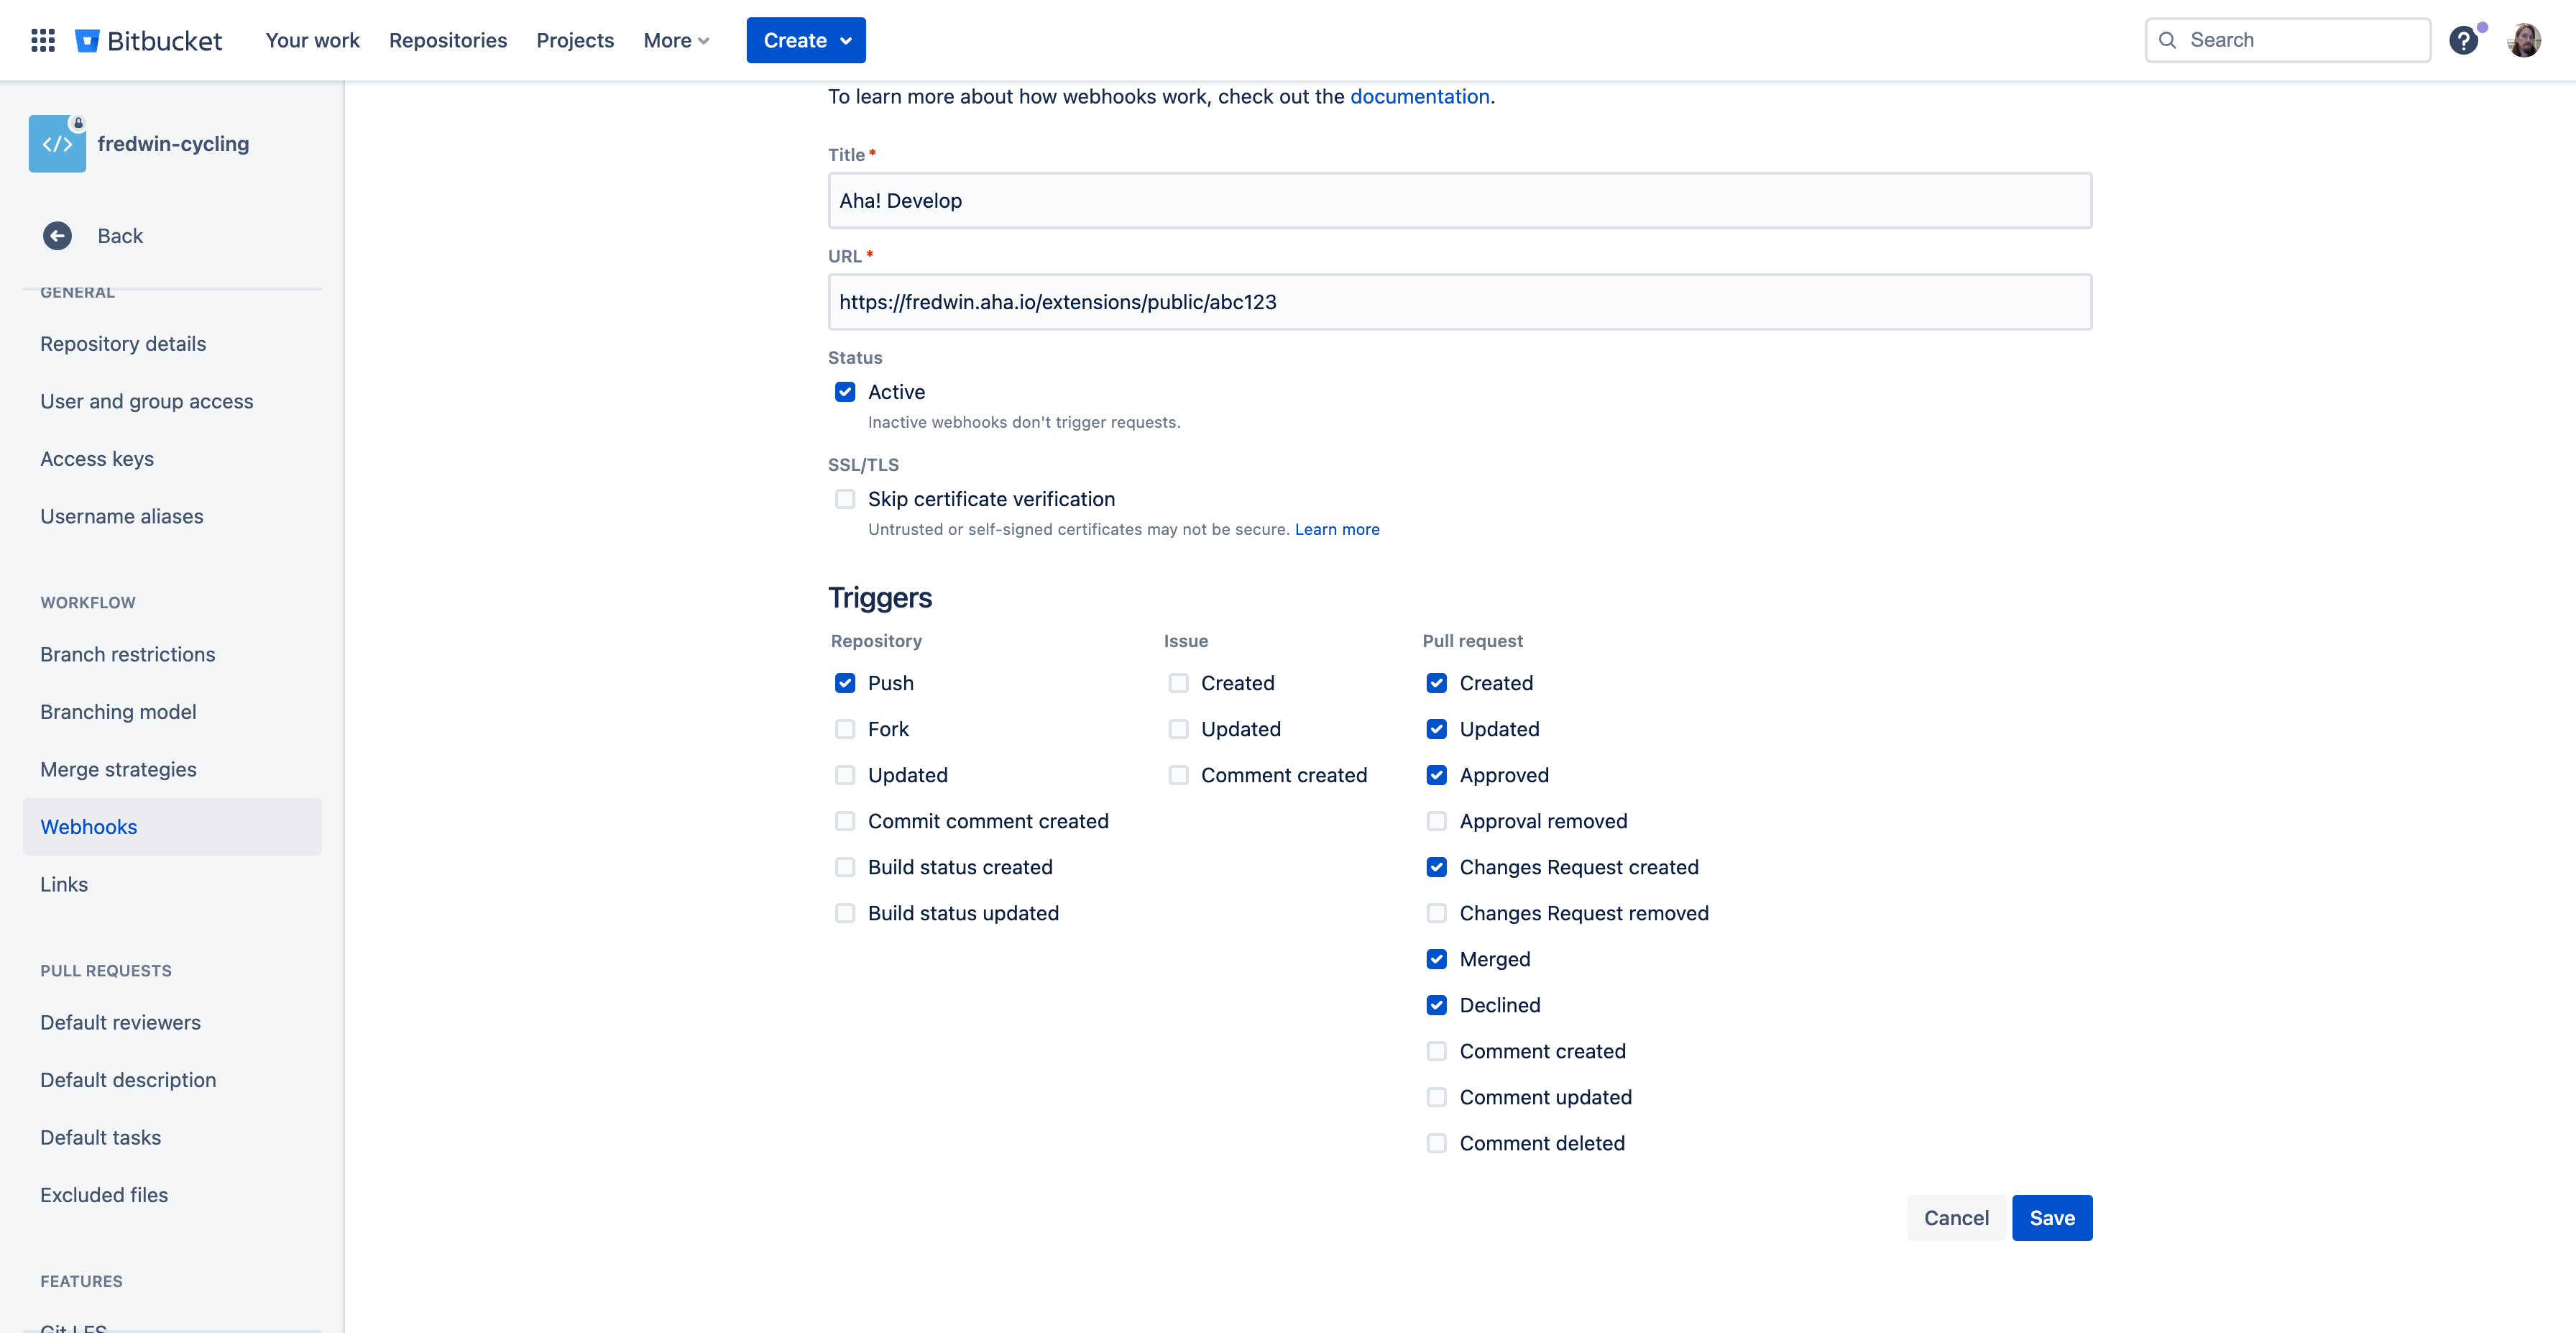 Bitbucket
Your work
Repositories
Projects
More
Create
Search
fredwin-cycling
Back
GENERAL
Repository details
User and group access
Access keys
Username aliases
WORKFLOW
Branch restrictions
Branching model
Merge strategies
Webhooks
Links
PULL REQUESTS
Default reviewers
Default description
Default tasks
Excluded files
FEATURES
Git LFS
To learn more about how webhooks work, check out the documentation.
Title *
Aha! Develop
URL *
https://fredwin.aha.io/extensions/public/abc123
Status
Active
Inactive webhooks don't trigger requests.
SSL/TLS
Skip certificate verification
Untrusted or self-signed certificates may not be secure. Learn more
Triggers
Repository
Push
Fork
Updated
Commit comment created
Build status created
Build status updated
Issue
Created
Updated
Comment created
Pull request
Created
Updated
Approved
Approval removed
Changes Request created
Changes Request removed
Merged
Declined
Comment created
Comment updated
Comment deleted
Cancel
Save